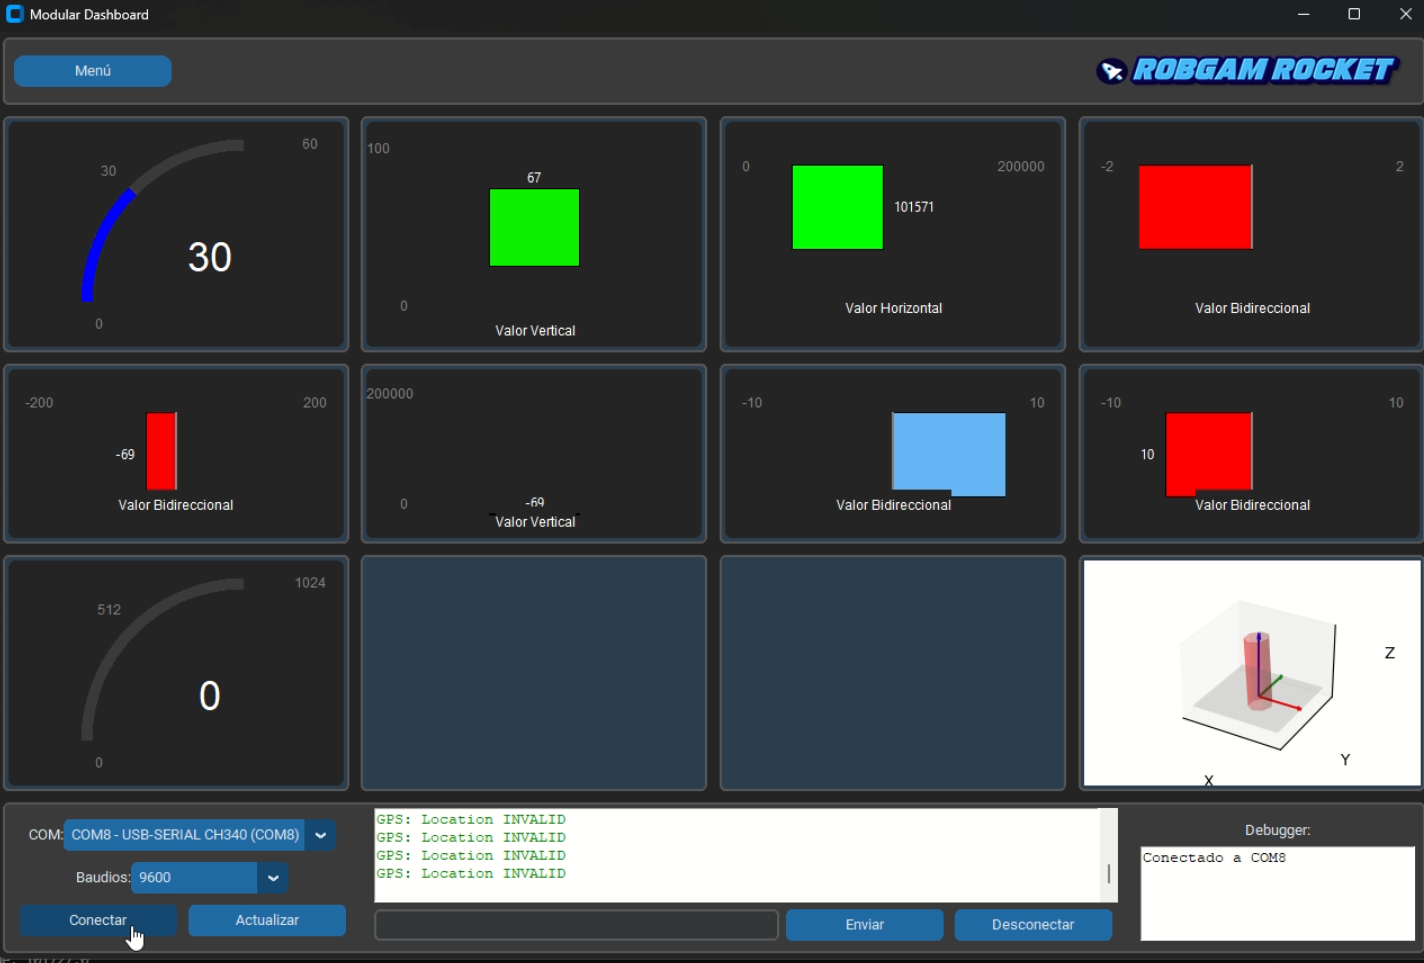 Modular Dashboard
Menú
ROBGAM ROCKET
30
60
30
0
100
67
0
Valor Vertical
0
200000
101571
Valor Horizontal
-2
2
Valor Bidireccional
-200
200
-69
Valor Bidireccional
200000
0
-69
Valor Vertical
-10
10
Valor Bidireccional
-10
10
10
Valor Bidireccional
512
1024
0
0
Z
Y
X
COM:
COM8 - USB-SERIAL CH340 (COM8)
Baudios:
9600
Conectar
Actualizar
GPS: Location INVALID
GPS: Location INVALID
GPS: Location INVALID
GPS: Location INVALID
Enviar
Desconectar
Debugger:
Conectado a COM8